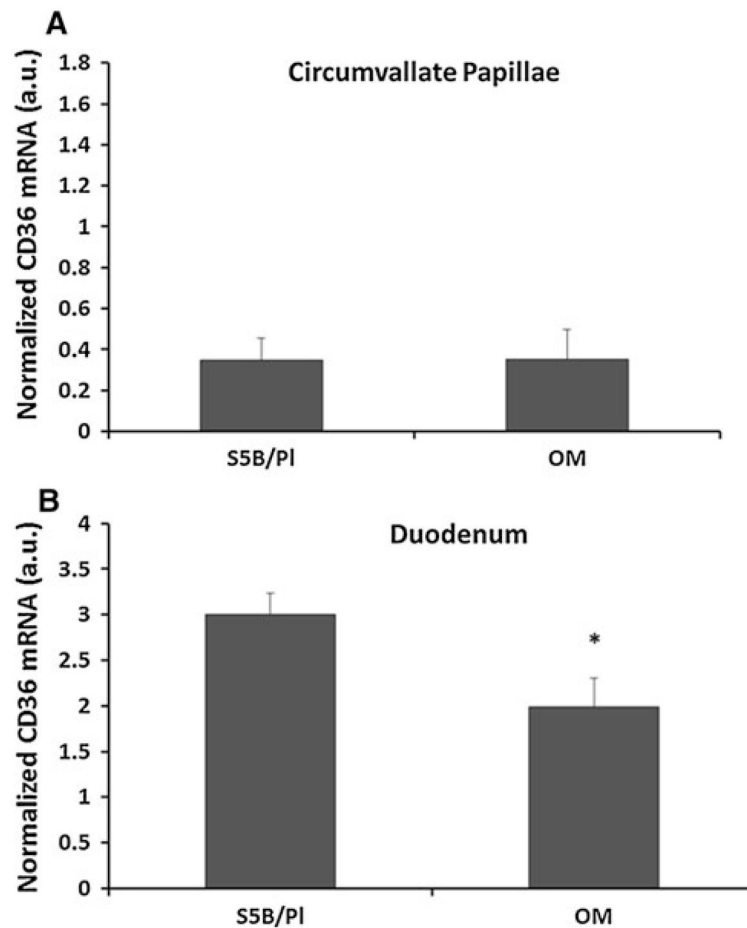 A
Circumvallate Papillae
Normalized CD36 mRNA (a.u.)
1.8
1.6
1.4
1.2
1
0.8
0.6
0.4
0.2
0
S5B/Pl
OM
B
Duodenum
Normalized CD36 mRNA (a.u.)
4
3.5
3
2.5
2
1.5
1
0.5
0
*
S5B/Pl
OM